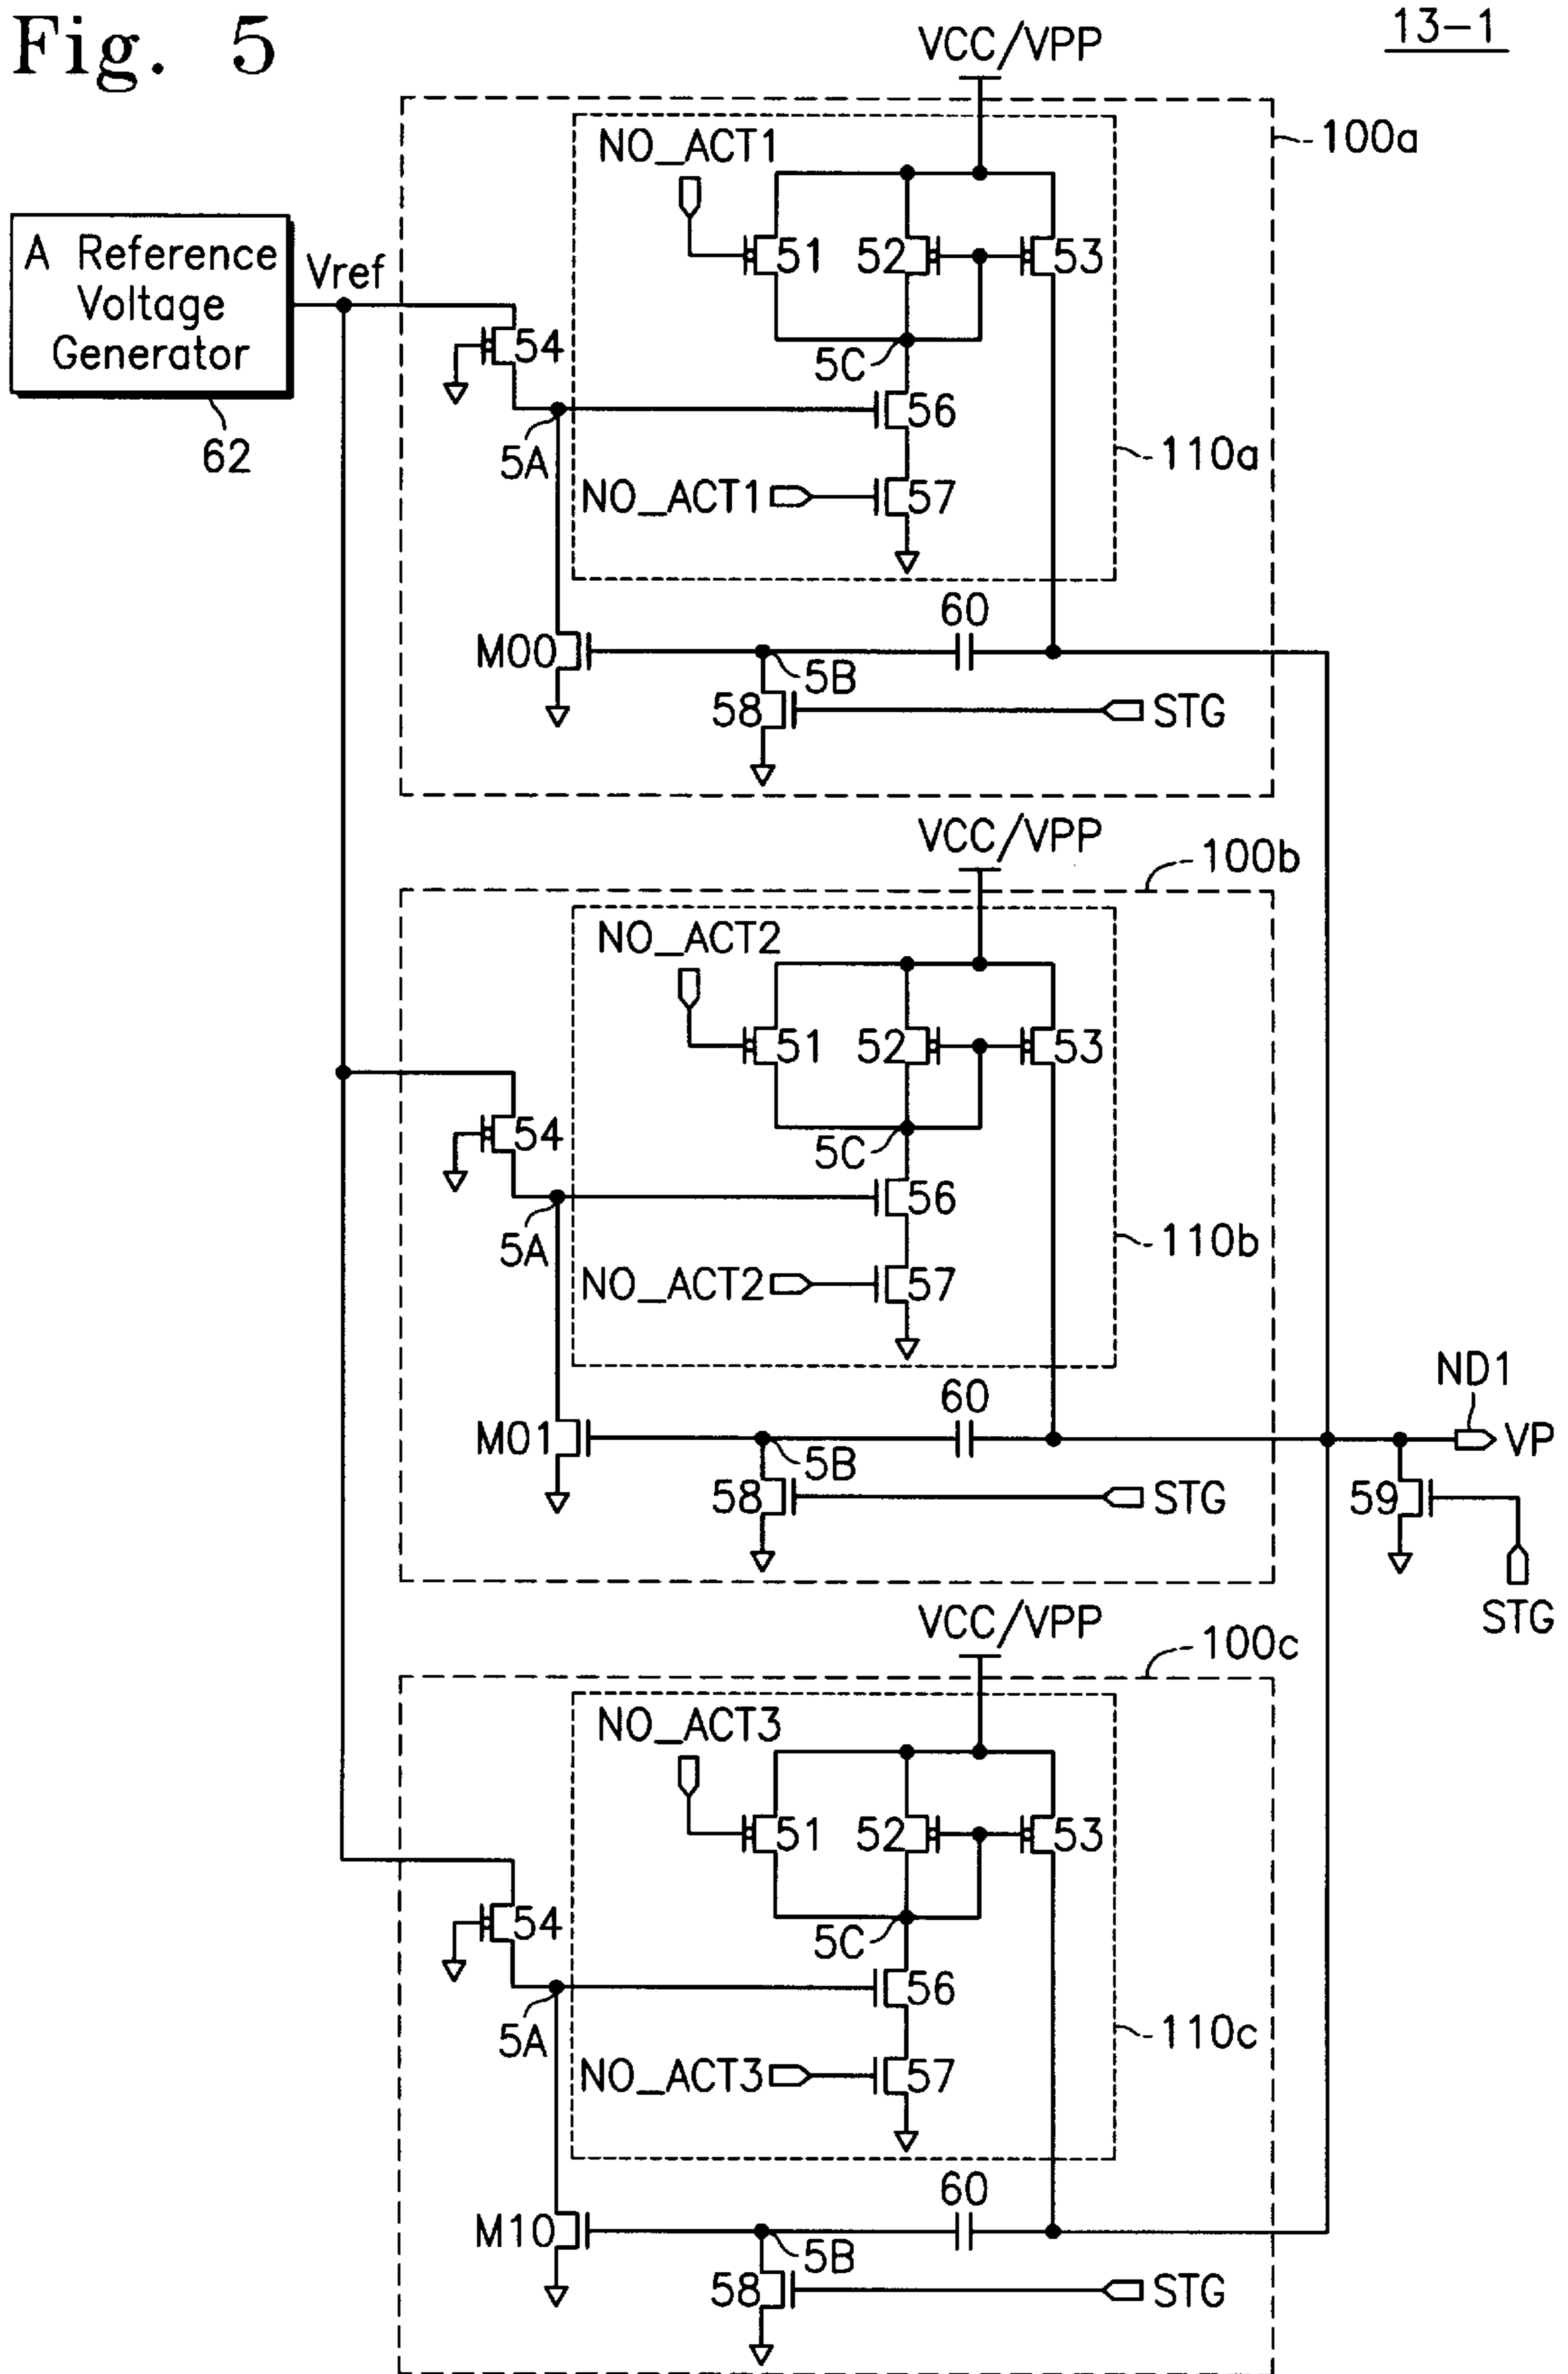 Fig. 5
13-1
VCC/VPP
100a
NO_ACT1
A Reference
Voltage
Generator
Vref
62
51
52
53
54
5C
56
5A
110a
NO_ACT1
57
60
M00
5B
58
STG
VCC/VPP
100b
NO_ACT2
51
52
53
54
5C
56
5A
110b
NO_ACT2
57
60
M01
5B
58
STG
ND1
VP
59
STG
VCC/VPP
100c
NO_ACT3
51
52
53
54
5C
56
5A
110c
NO_ACT3
57
60
M10
5B
58
STG